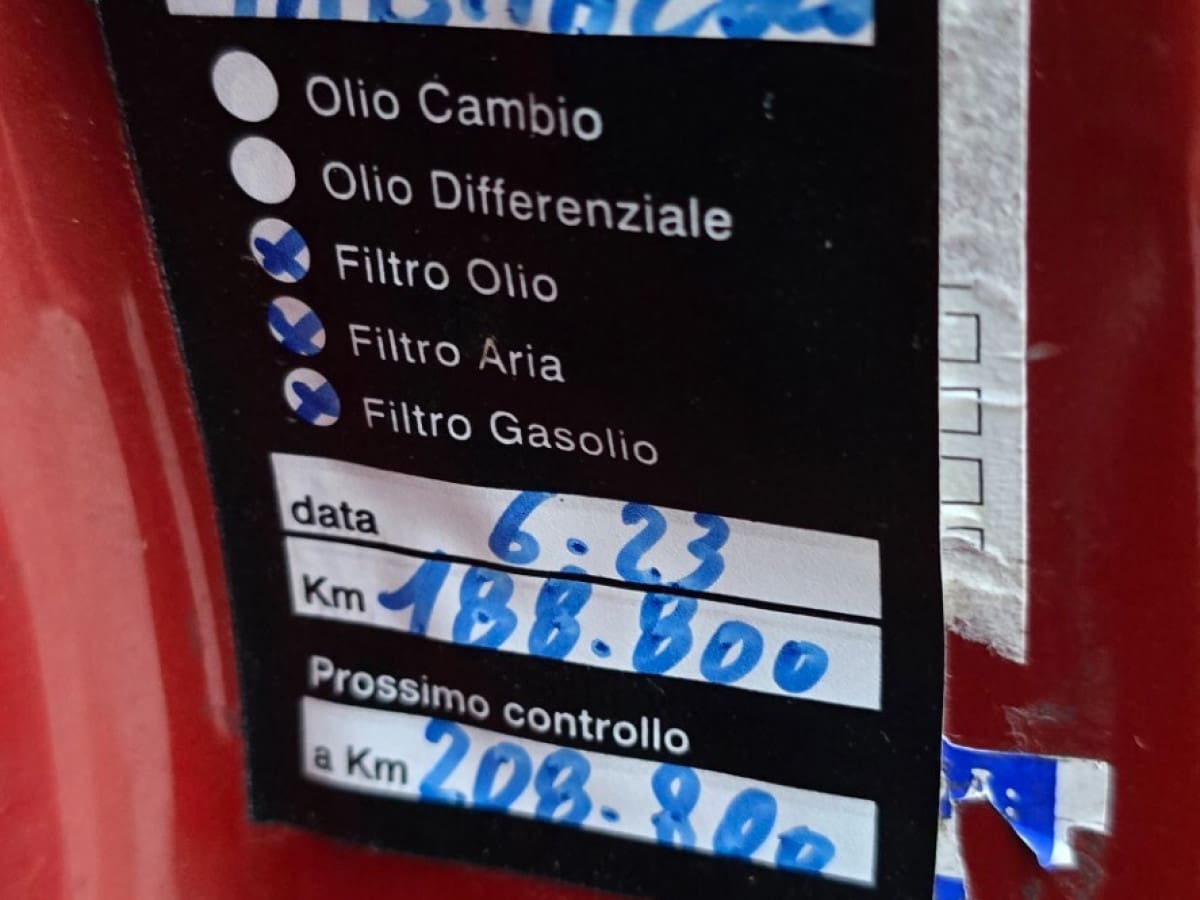 Olio Cambio
Olio Differenziale
Filtro Olio
Filtro Aria
Filtro Gasolio
data 6.23
Km 188.800
Prossimo controllo
a Km 208.800